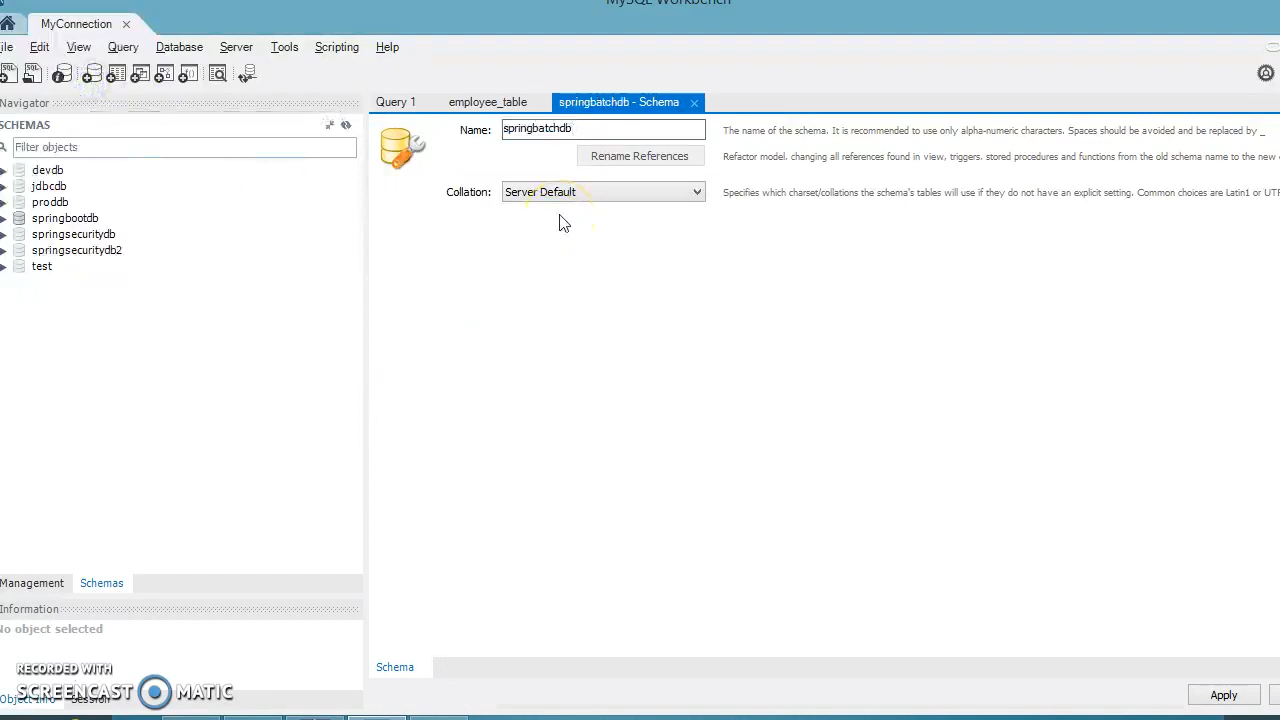 MySQL Workbench
MyConnection
ile Edit View Query Database Server Tools Scripting Help
Navigator
SCHEMAS
Filter objects
devdb
jdbcdb
proddb
springbootdb
springsecuritydb
springsecuritydb2
test
Management Schemas
Information
No object selected
Object Info Session
RECORDED WITH
SCREENCAST MATIC
Query 1 employee_table springbatchdb - Schema
Name: springbatchdb
The name of the schema. It is recommended to use only alpha-numeric characters. Spaces should be avoided and be replaced by _
Rename References
Refactor model, changing all references found in view, triggers, stored procedures and functions from the old schema name to the new
Collation: Server Default
Specifies which charset/collations the schema's tables will use if they do not have an explicit setting. Common choices are Latin1 or UT
Schema
Apply